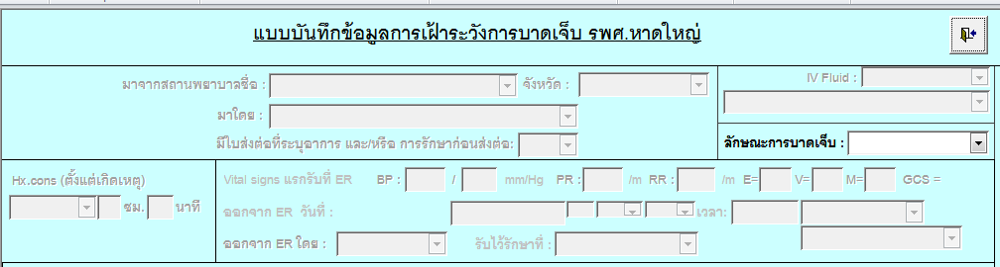 แบบบันทึกข้อมูลการเฝ้าระวังการบาดเจ็บ รพศ.หาดใหญ่
มาจากสถานพยาบาลชื่อ : จังหวัด :
IV Fluid :
มาโดย :
มีใบส่งต่อที่ระบุอาการ และ/หรือ การรักษาก่อนส่งต่อ:
ลักษณะการบาดเจ็บ :
Hx.cons (ตั้งแต่เกิดเหตุ)
ชม. นาที
Vital signs แรกรับที่ ER BP : / mm/Hg PR : /m RR : /m E= V= M= GCS =
ออกจาก ER วันที่ : เวลา:
ออกจาก ER โดย : รับไว้รักษาที่ :